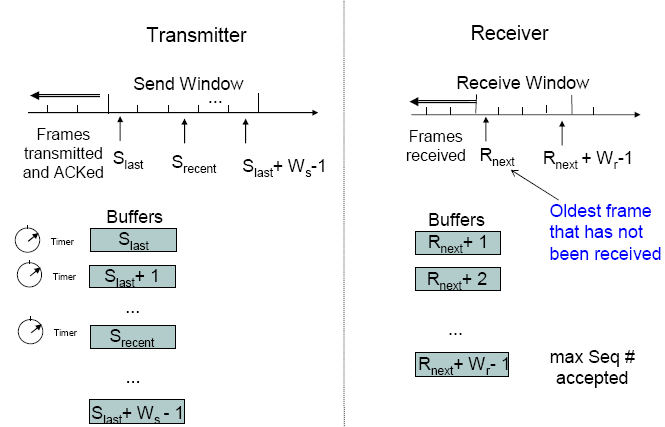 Transmitter
Send Window
...
Frames
transmitted
and ACKed
Slast
Srecent
Slast+ Ws-1
Buffers
Timer
Slast
Timer
Slast+ 1
...
Timer
Srecent
...
Slast+ Ws - 1
Receiver
Receive Window
Frames
received
Rnext
Rnext + Wr-1
Oldest frame
that has not
been received
Buffers
Rnext+ 1
Rnext+ 2
...
Rnext+ Wr- 1
max Seq #
accepted